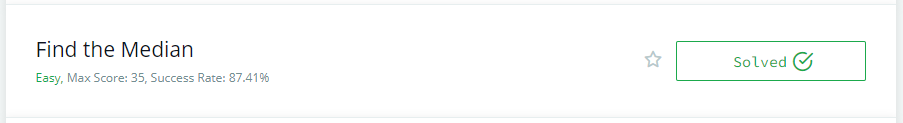 Find the Median
Solved
Easy, Max Score: 35, Success Rate: 87.41%